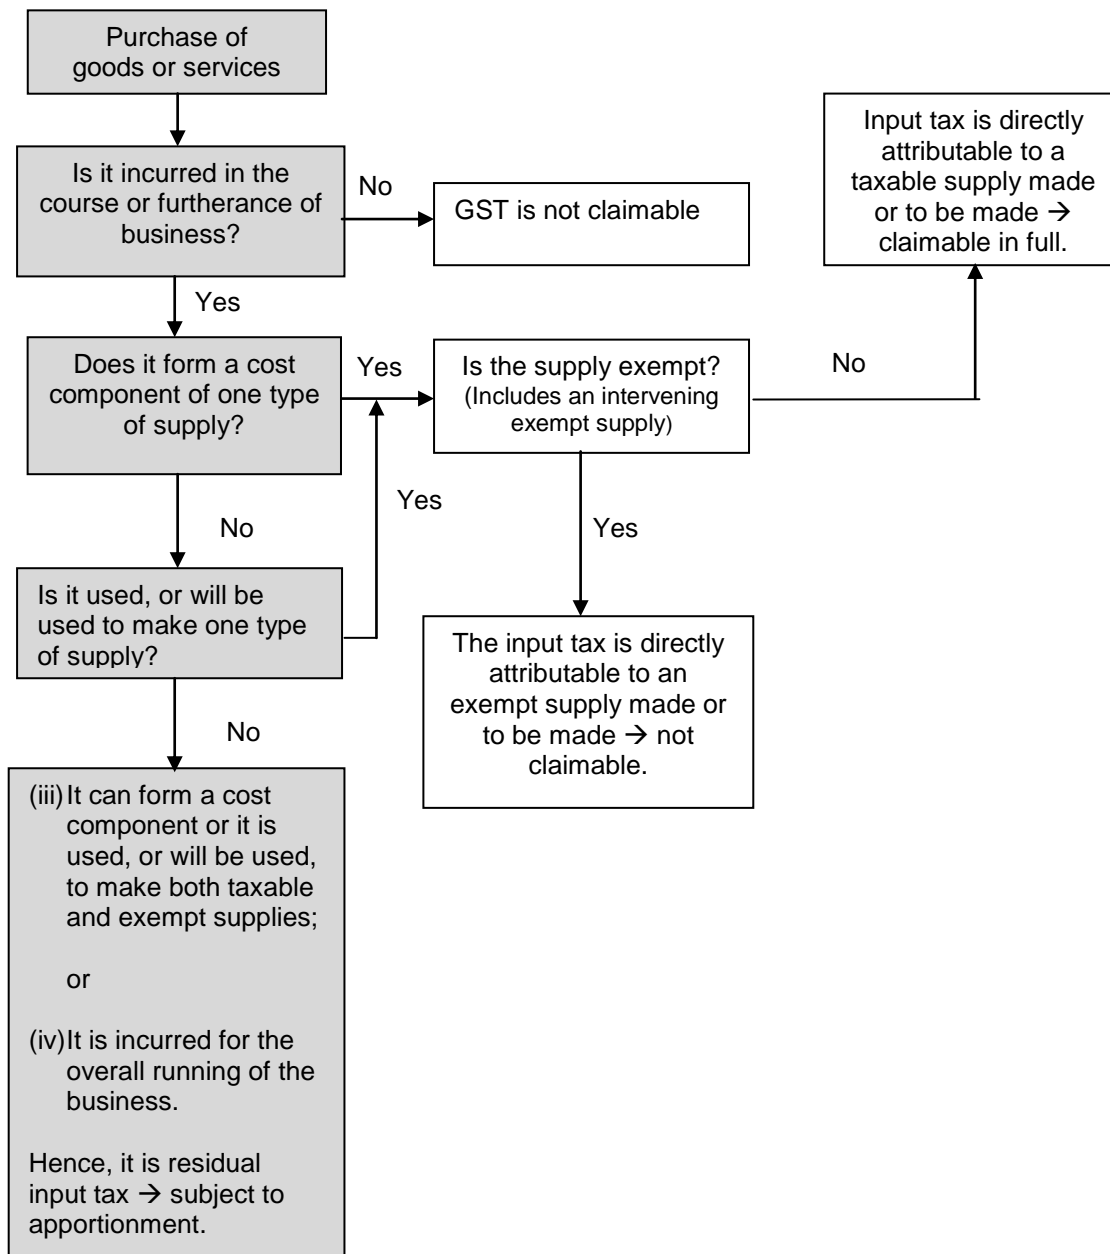 Purchase of
goods or services
Is it incurred in the
course or furtherance of
business?
No
GST is not claimable
Input tax is directly
attributable to a
taxable supply made
or to be made →
claimable in full.
Yes
Does it form a cost
component of one type
of supply?
Yes
Is the supply exempt?
(Includes an intervening
exempt supply)
No
Yes
No
Yes
Is it used, or will be
used to make one type
of supply?
The input tax is directly
attributable to an
exempt supply made or
to be made → not
claimable.
No
(iii) It can form a cost
component or it is
used, or will be used,
to make both taxable
and exempt supplies;
or
(iv) It is incurred for the
overall running of the
business.
Hence, it is residual
input tax → subject to
apportionment.